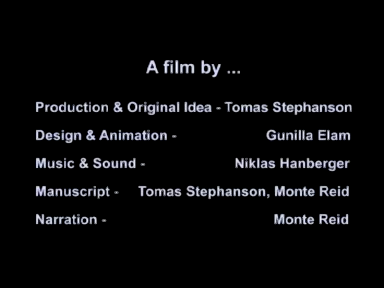 A film by ...
Production & Original Idea - Tomas Stephanson
Design & Animation - Gunilla Elam
Music & Sound - Niklas Hanberger
Manuscript - Tomas Stephanson, Monte Reid
Narration - Monte Reid